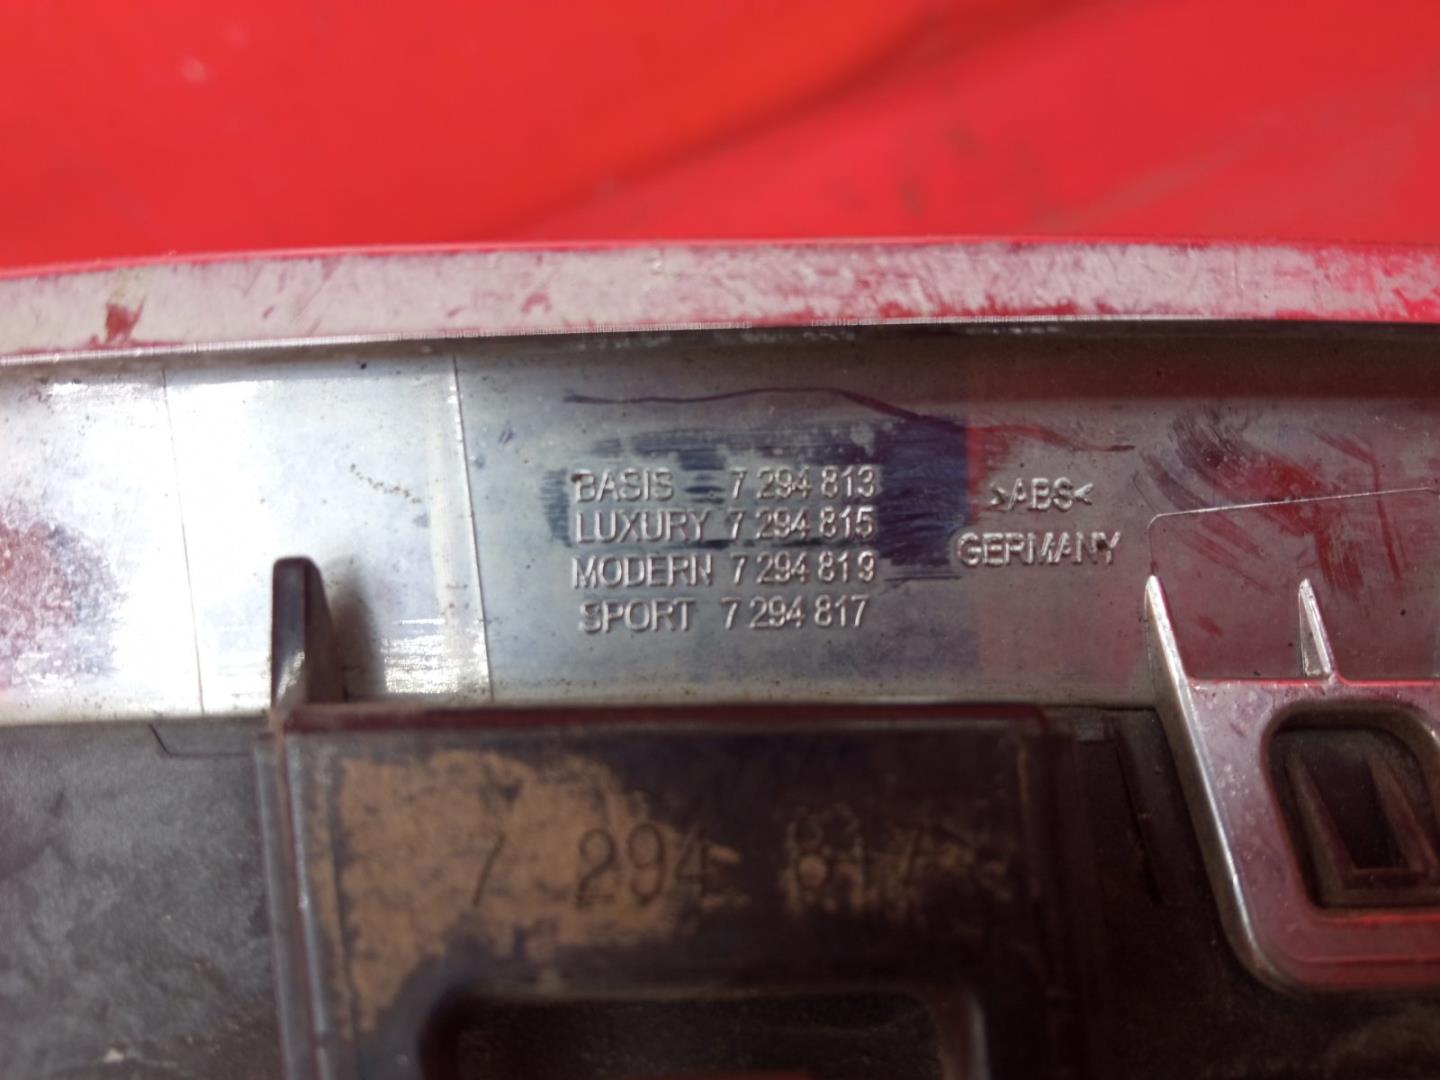 BASIS 7 294 813
LUXURY 7 294 815
MODERN 7 294 819
SPORT 7 294 817
>ABS<
GERMANY
7 294 817